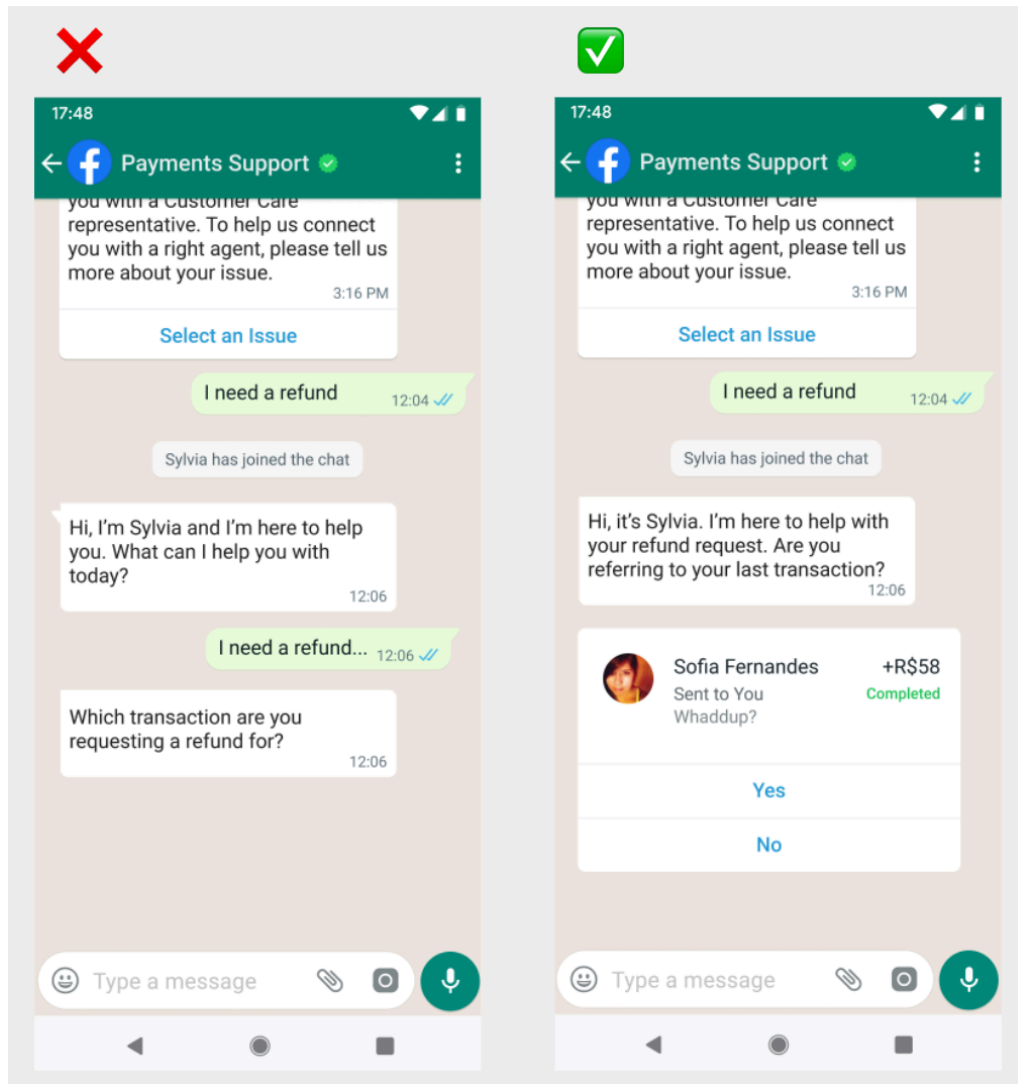 17:48
Payments Support
you with a Customer Care
representative. To help us connect
you with a right agent, please tell us
more about your issue.
3:16 PM
Select an Issue
I need a refund
12:04
Sylvia has joined the chat
Hi, I'm Sylvia and I'm here to help
you. What can I help you with
today?
12:06
I need a refund...
12:06
Which transaction are you
requesting a refund for?
12:06
Type a message
17:48
Payments Support
you with a Customer Care
representative. To help us connect
you with a right agent, please tell us
more about your issue.
3:16 PM
Select an Issue
I need a refund
12:04
Sylvia has joined the chat
Hi, it's Sylvia. I'm here to help with
your refund request. Are you
referring to your last transaction?
12:06
Sofia Fernandes +R$58
Sent to You Completed
Whaddup?
Yes
No
Type a message